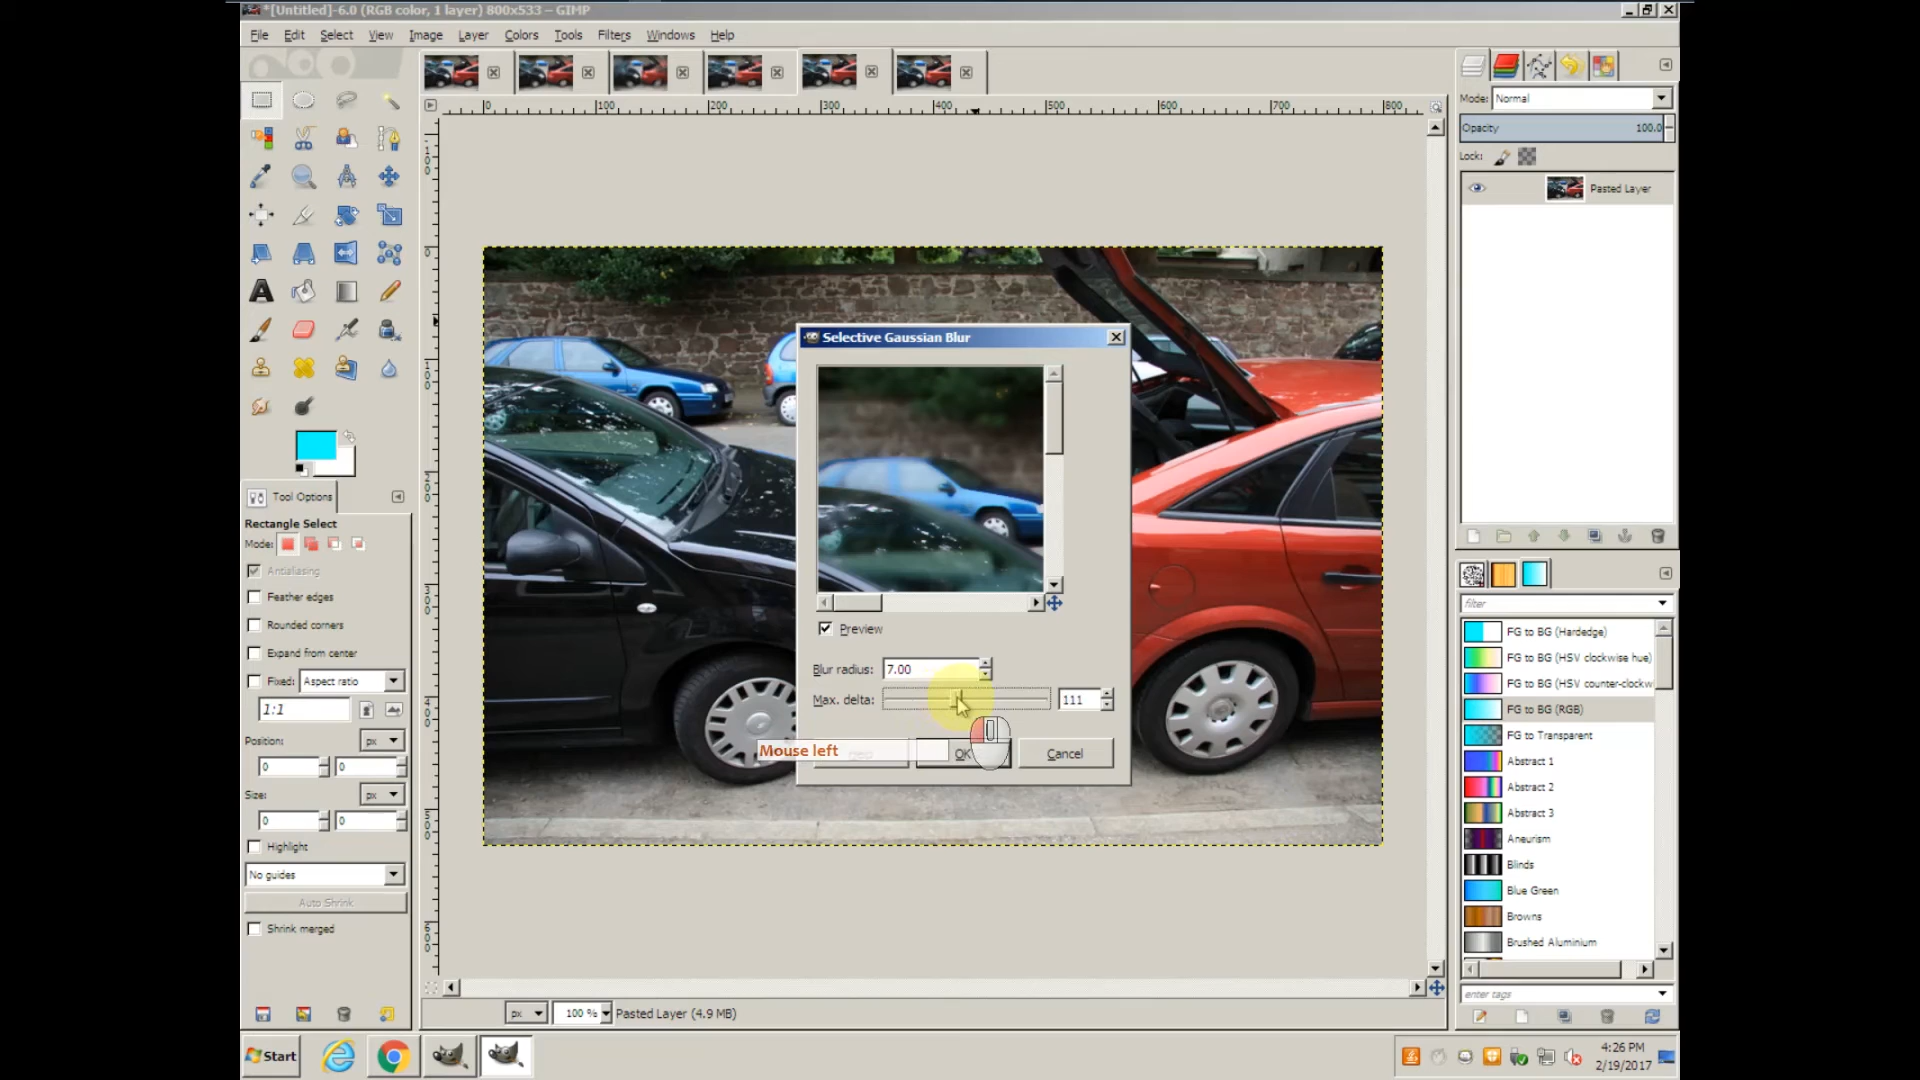 *[Untitled]-6.0 (RGB color, 1 layer) 800x533 – GIMP
File Edit Select View Image Layer Colors Tools Filters Windows Help
0 100 200 300 400 500 600 700 800
Mode: Normal
Opacity 100.0
Lock:
Pasted Layer
Selective Gaussian Blur
Preview
Blur radius: 7.00
Max. delta: 111
Mouse left
OK
Cancel
Tool Options
Rectangle Select
Mode:
Antialiasing
Feather edges
Rounded corners
Expand from center
Fixed: Aspect ratio
1:1
Position: px
0 0
Size: px
0 0
Highlight
No guides
Auto Shrink
Shrink merged
filter
FG to BG (Hardedge)
FG to BG (HSV clockwise hue)
FG to BG (HSV counter-clockw
FG to BG (RGB)
FG to Transparent
Abstract 1
Abstract 2
Abstract 3
Aneurism
Blinds
Blue Green
Browns
Brushed Aluminium
enter tags
px 100 % Pasted Layer (4.9 MB)
Start
4:26 PM
2/19/2017